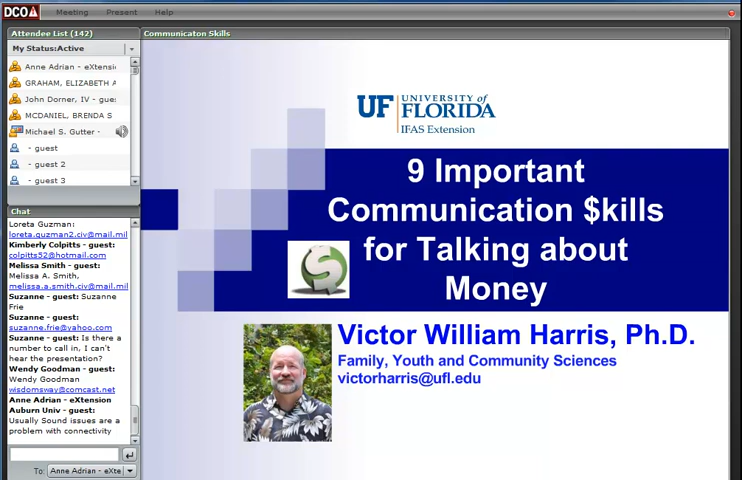 DCO
Meeting Present Help
Attendee List (142)
My Status:Active
Anne Adrian - eXtensi
GRAHAM, ELIZABETH A
John Dorner, IV - gue
MCDANIEL, BRENDA S
Michael S. Gutter -
- guest
- guest 2
- guest 3
Chat
Loreta Guzman:
loreta.guzman2.civ@mail.mil
Kimberly Colpitts - guest:
colpitts52@hotmail.com
Melissa Smith - guest:
Melissa A. Smith,
melissa.a.smith.civ@mail.mil
Suzanne - guest: Suzanne
Frie
suzanne.frie@yahoo.com
Suzanne - guest: Is there a
number to call in, I can't
hear the presentation?
Wendy Goodman - guest:
Wendy Goodman
wisdomsway@comcast.net
Anne Adrian - eXtension
Auburn Univ - guest:
Usually Sound issues are a
problem with connectivity
To: Anne Adrian - eXte
Communicaton Skills
UF UNIVERSITY of
FLORIDA
IFAS Extension
9 Important
Communication $kills
for Talking about
Money
$
Victor William Harris, Ph.D.
Family, Youth and Community Sciences
victorharris@ufl.edu